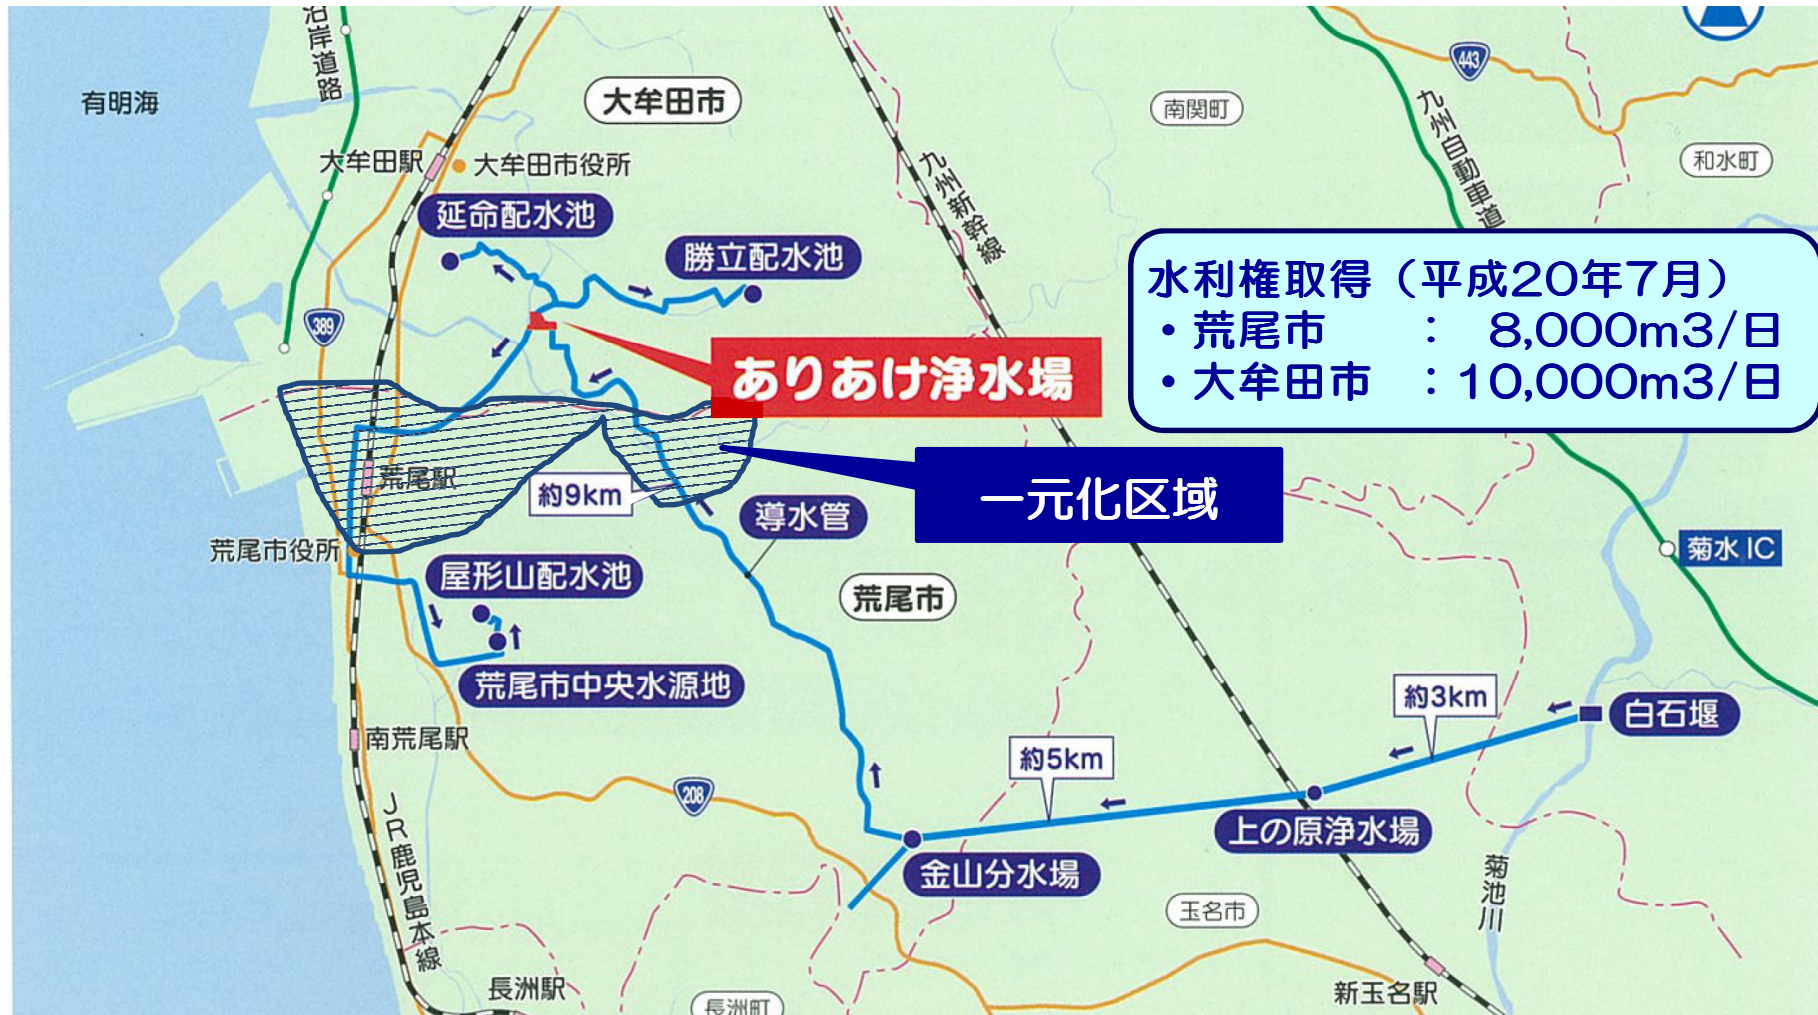 沿岸道路
443
有明海
大牟田市
南関町
九州自動車道
和水町
大牟田駅
大牟田市役所
九州新幹線
延命配水池
勝立配水池
水利権取得（平成20年7月）
・荒尾市　：　8,000m3/日
・大牟田市　：10,000m3/日
389
ありあけ浄水場
荒尾駅
約9km
一元化区域
導水管
荒尾市役所
菊水IC
屋形山配水池
荒尾市
荒尾市中央水源地
約3km
白石堰
南荒尾駅
約5km
208
上の原浄水場
JR鹿児島本線
金山分水場
菊池川
玉名市
長洲駅
新玉名駅
長洲町